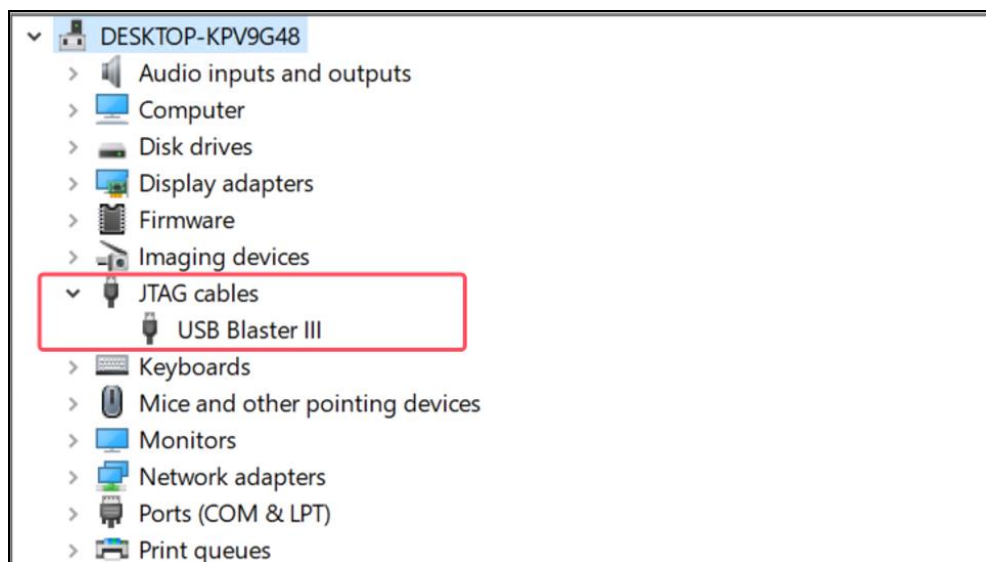 DESKTOP-KPV9G48
Audio inputs and outputs
Computer
Disk drives
Display adapters
Firmware
Imaging devices
JTAG cables
USB Blaster III
Keyboards
Mice and other pointing devices
Monitors
Network adapters
Ports (COM & LPT)
Print queues